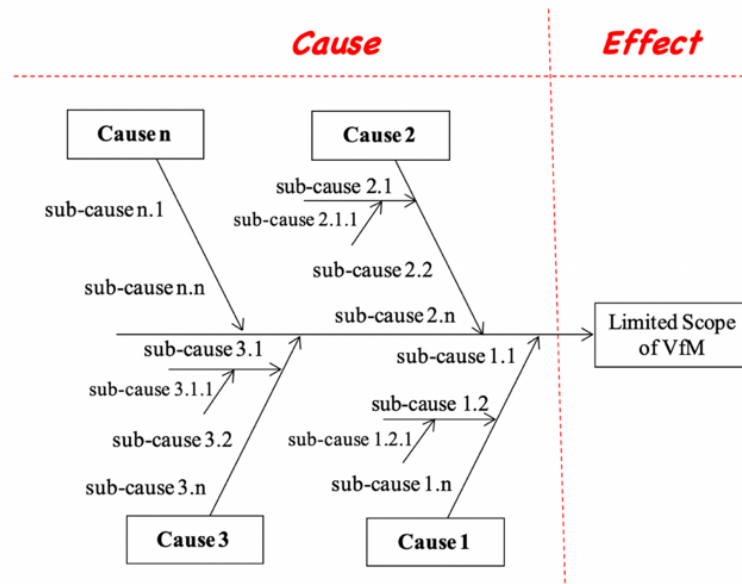 Cause
Effect
Cause n
Cause 2
sub-cause n.1
sub-cause n.n
sub-cause 2.1
sub-cause 2.1.1
sub-cause 2.2
sub-cause 2.n
Limited Scope
of VfM
sub-cause 3.1
sub-cause 3.1.1
sub-cause 3.2
sub-cause 3.n
sub-cause 1.1
sub-cause 1.2
sub-cause 1.2.1
sub-cause 1.n
Cause 3
Cause 1